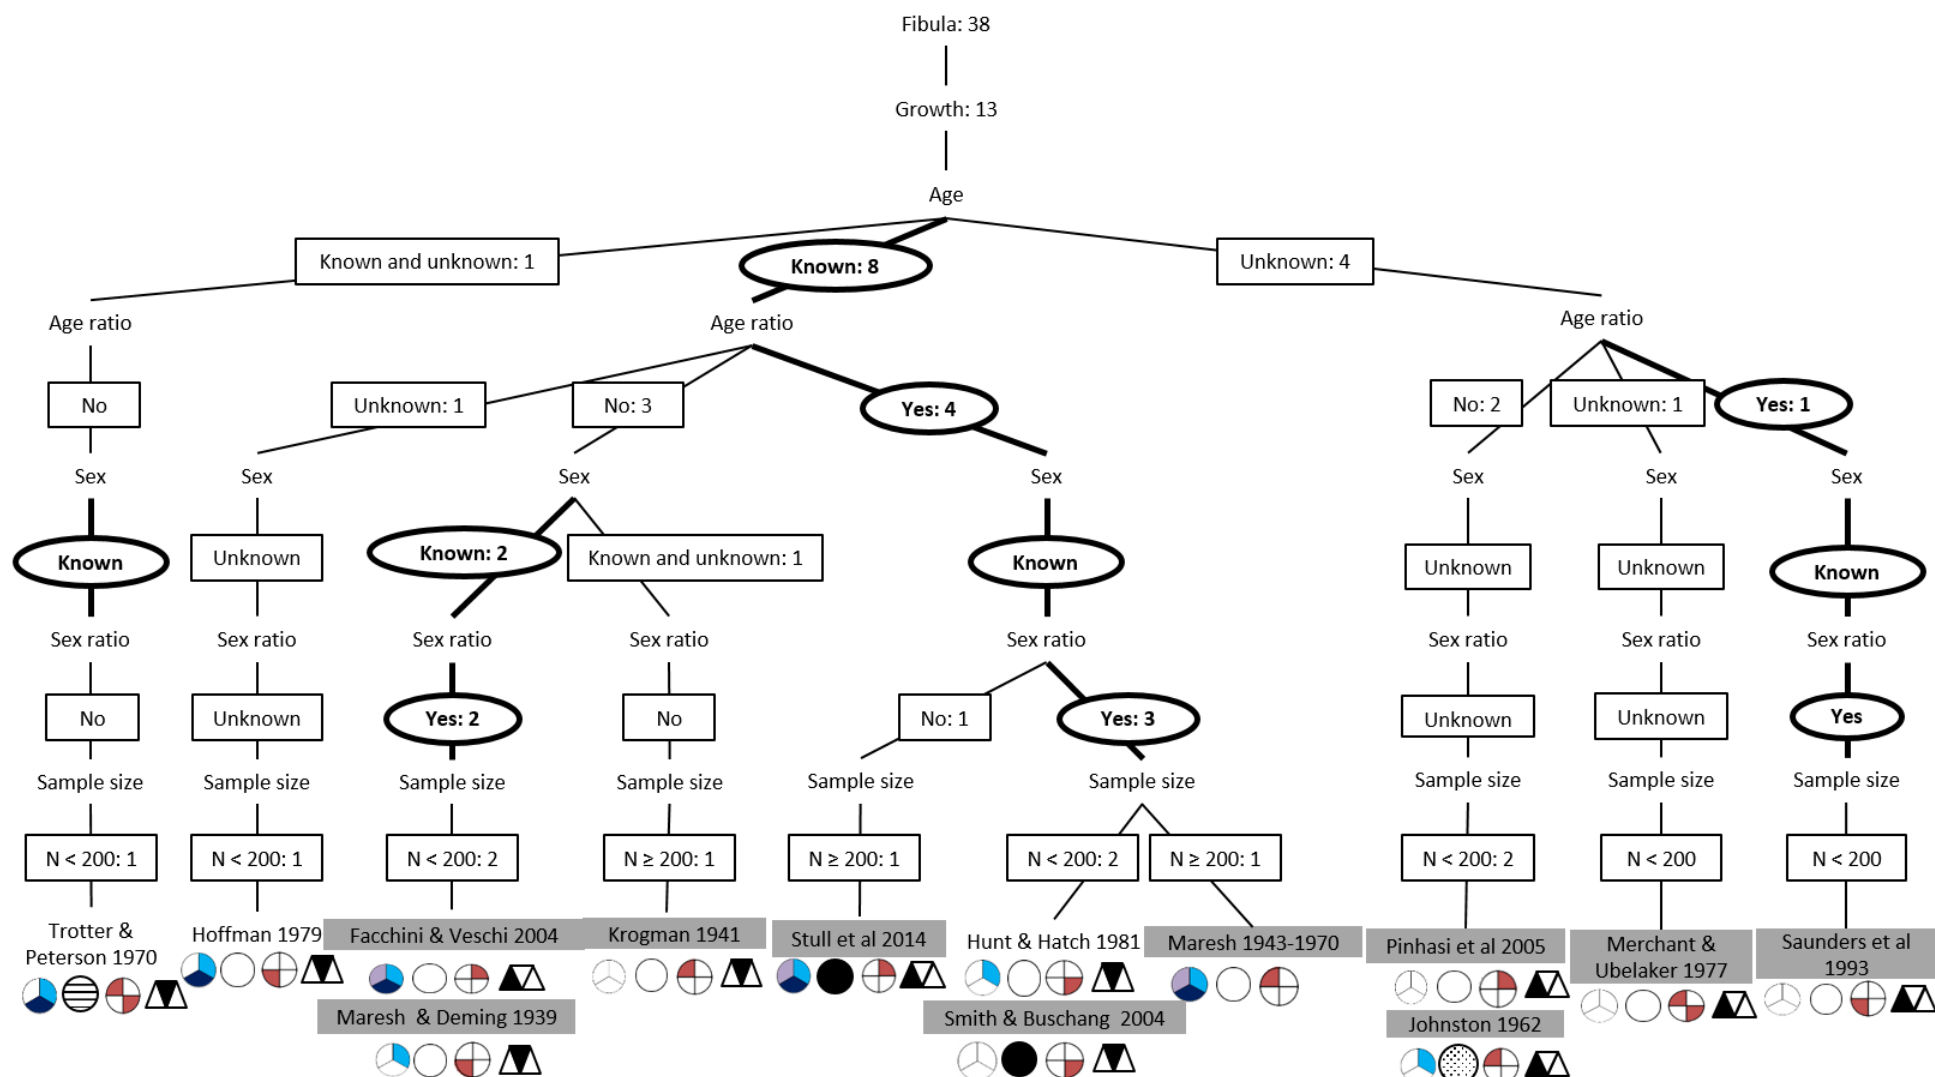 Fibula: 38
Growth: 13
Age
Known and unknown: 1
Known: 8
Unknown: 4
Age ratio
Age ratio
Age ratio
No
Unknown: 1
No: 3
Yes: 4
No: 2
Unknown: 1
Yes: 1
Sex
Sex
Sex
Sex
Sex
Sex
Sex
Known
Unknown
Known: 2
Known and unknown: 1
Known
Unknown
Unknown
Known
Sex ratio
Sex ratio
Sex ratio
Sex ratio
Sex ratio
Sex ratio
Sex ratio
Sex ratio
No
Unknown
Yes: 2
No
No: 1
Yes: 3
Unknown
Unknown
Yes
Sample size
Sample size
Sample size
Sample size
Sample size
Sample size
Sample size
Sample size
Sample size
N < 200: 1
N < 200: 1
N < 200: 2
N ≥ 200: 1
N ≥ 200: 1
N < 200: 2
N ≥ 200: 1
N < 200: 2
N < 200
N < 200
Trotter &
Peterson 1970
Hoffman 1979
Facchini & Veschi 2004
Maresh & Deming 1939
Krogman 1941
Stull et al 2014
Hunt & Hatch 1981
Smith & Buschang 2004
Maresh 1943-1970
Pinhasi et al 2005
Johnston 1962
Merchant &
Ubelaker 1977
Saunders et al
1993